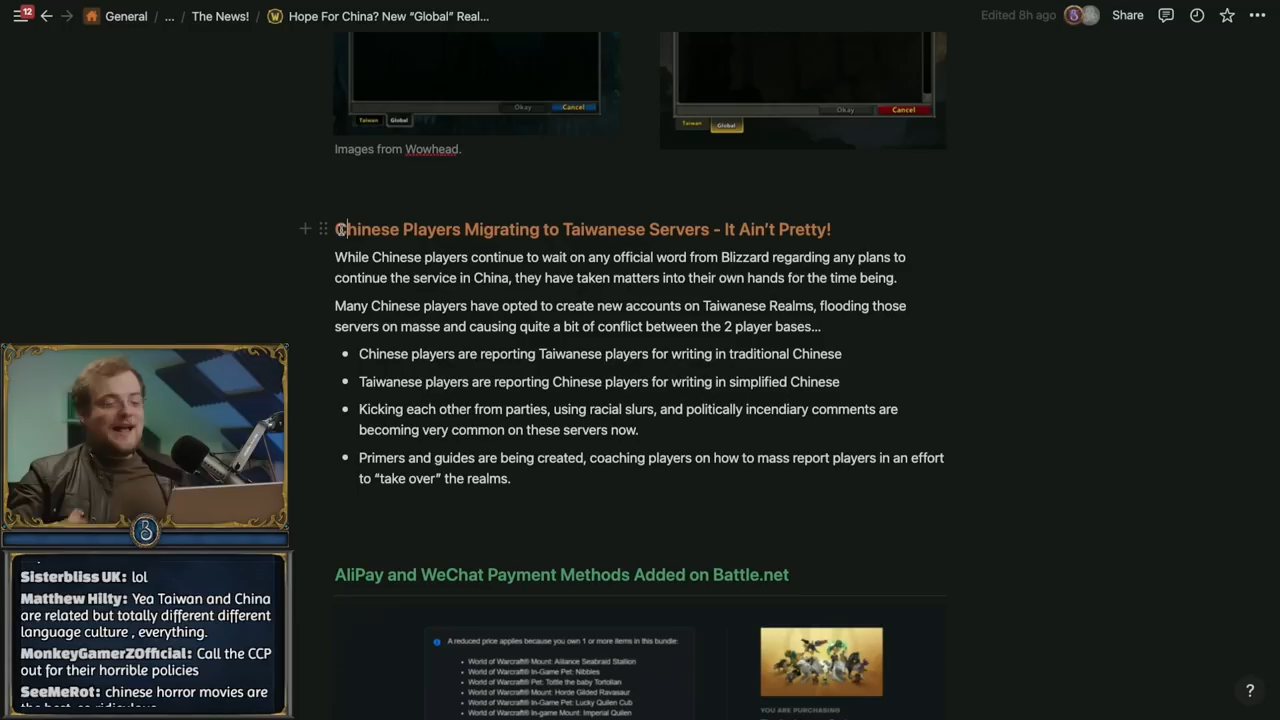 12
General / ... / The News! / Hope For China? New “Global” Real...
Edited 8h ago
Share
Okay Cancel
Taiwan Global
Okay Cancel
Taiwan Global
Images from Wowhead.
Chinese Players Migrating to Taiwanese Servers - It Ain’t Pretty!
While Chinese players continue to wait on any official word from Blizzard regarding any plans to
continue the service in China, they have taken matters into their own hands for the time being.
Many Chinese players have opted to create new accounts on Taiwanese Realms, flooding those
servers on masse and causing quite a bit of conflict between the 2 player bases...
• Chinese players are reporting Taiwanese players for writing in traditional Chinese
• Taiwanese players are reporting Chinese players for writing in simplified Chinese
• Kicking each other from parties, using racial slurs, and politically incendiary comments are
becoming very common on these servers now.
• Primers and guides are being created, coaching players on how to mass report players in an effort
to “take over” the realms.
AliPay and WeChat Payment Methods Added on Battle.net
A reduced price applies because you own 1 or more items in this bundle:
• World of Warcraft® Mount: Alliance Seabraid Stallion
• World of Warcraft® In-Game Pet: Nibbles
• World of Warcraft® Pet: Tottle the baby Tortollan
• World of Warcraft® Mount: Horde Gilded Ravasaur
• World of Warcraft® In-Game Pet: Lucky Quilen Cub
• World of Warcraft® In-game Mount: Imperial Quilen
YOU ARE PURCHASING
B
Sisterbliss UK: lol
Matthew Hilty: Yea Taiwan and China
are related but totally different different
language culture , everything.
MonkeyGamerZOfficial: Call the CCP
out for their horrible policies
SeeMeRot: chinese horror movies are
?